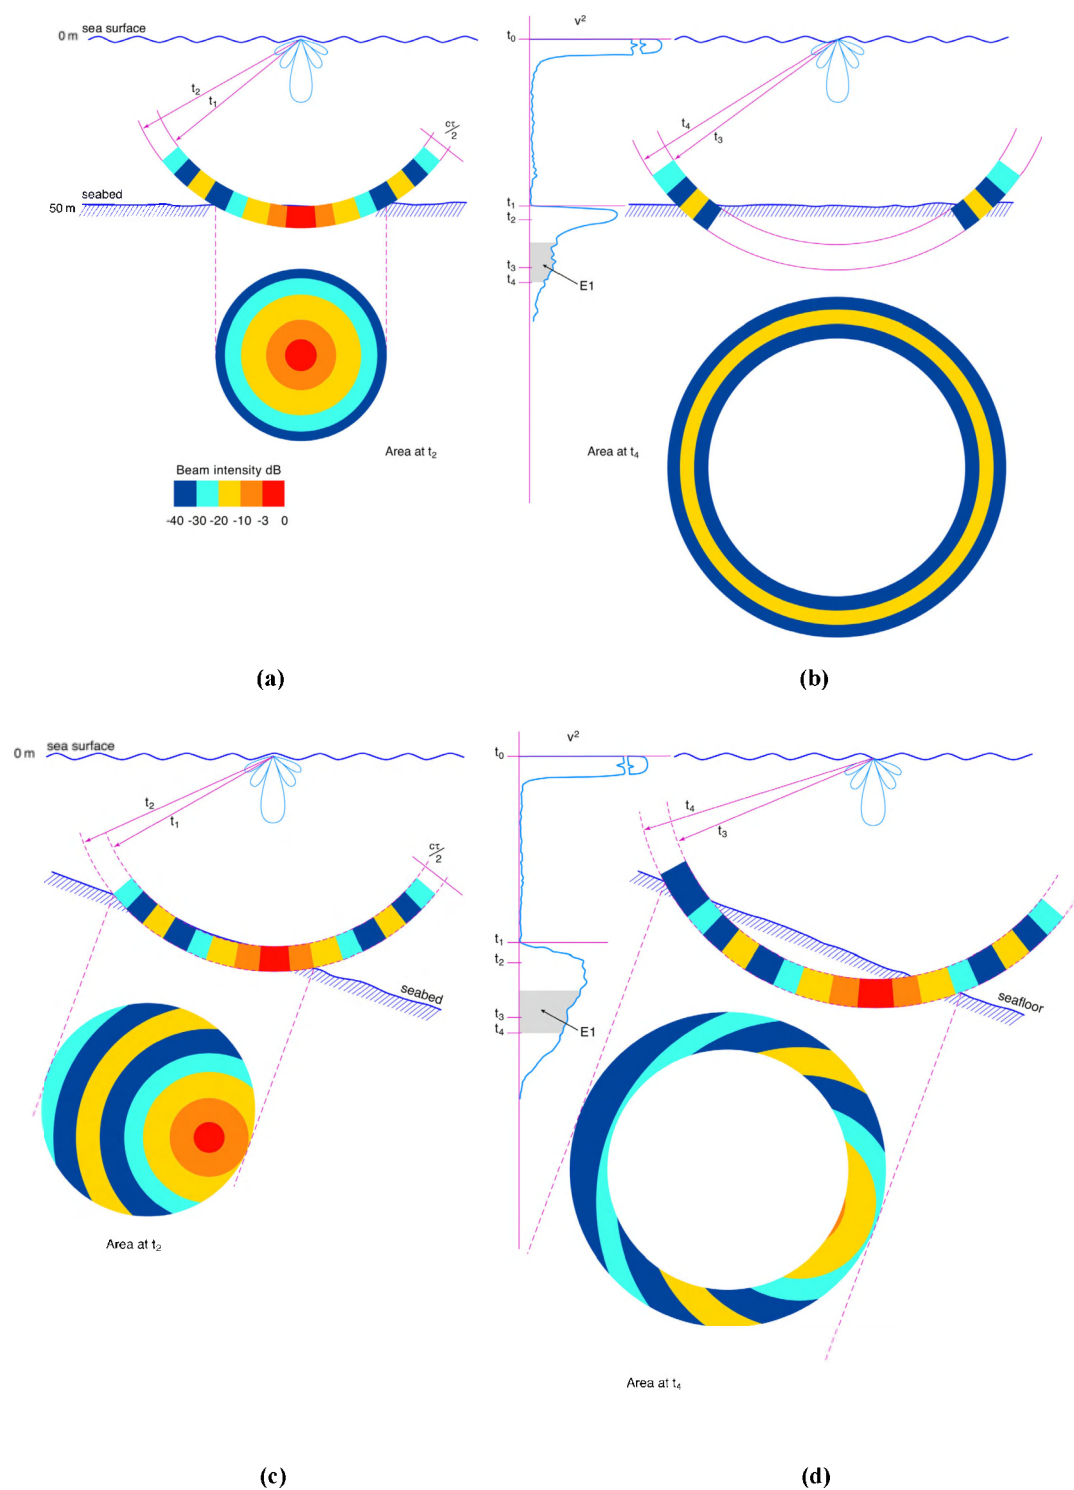 sea surface
0 m
t2
t1
cτ/2
seabed
50 m
Area at t2
Beam intensity dB
-40 -30 -20 -10 -3 0
(a)
v²
t0
t1
t2
t3
t4
E1
t4
t3
Area at t4
(b)
0 m sea surface
t2
t1
cτ/2
seabed
Area at t2
(c)
v²
t0
t1
t2
t3
t4
E1
t4
t3
seafloor
Area at t4
(d)